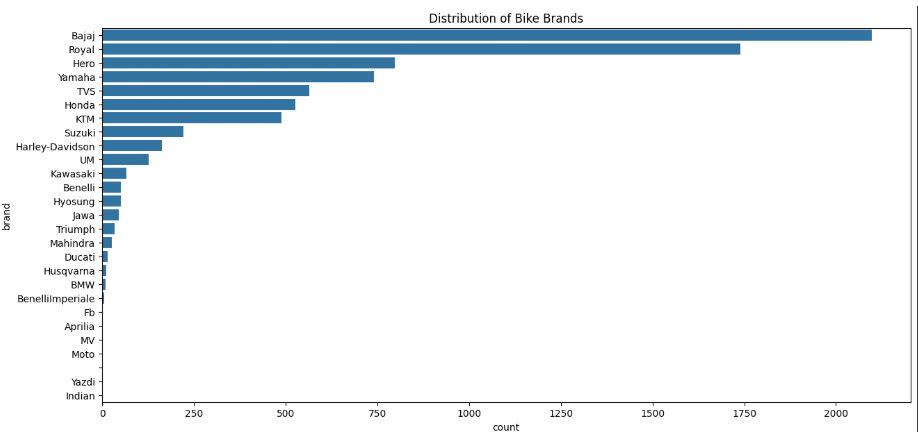 Distribution of Bike Brands
Bajaj
Royal
Hero
Yamaha
TVS
Honda
KTM
Suzuki
Harley-Davidson
UM
Kawasaki
Benelli
Hyosung
Jawa
Triumph
Mahindra
Ducati
Husqvarna
BMW
BenelliImperiale
Fb
Aprilia
MV
Moto
Yazdi
Indian
brand
0 250 500 750 1000 1250 1500 1750 2000
count